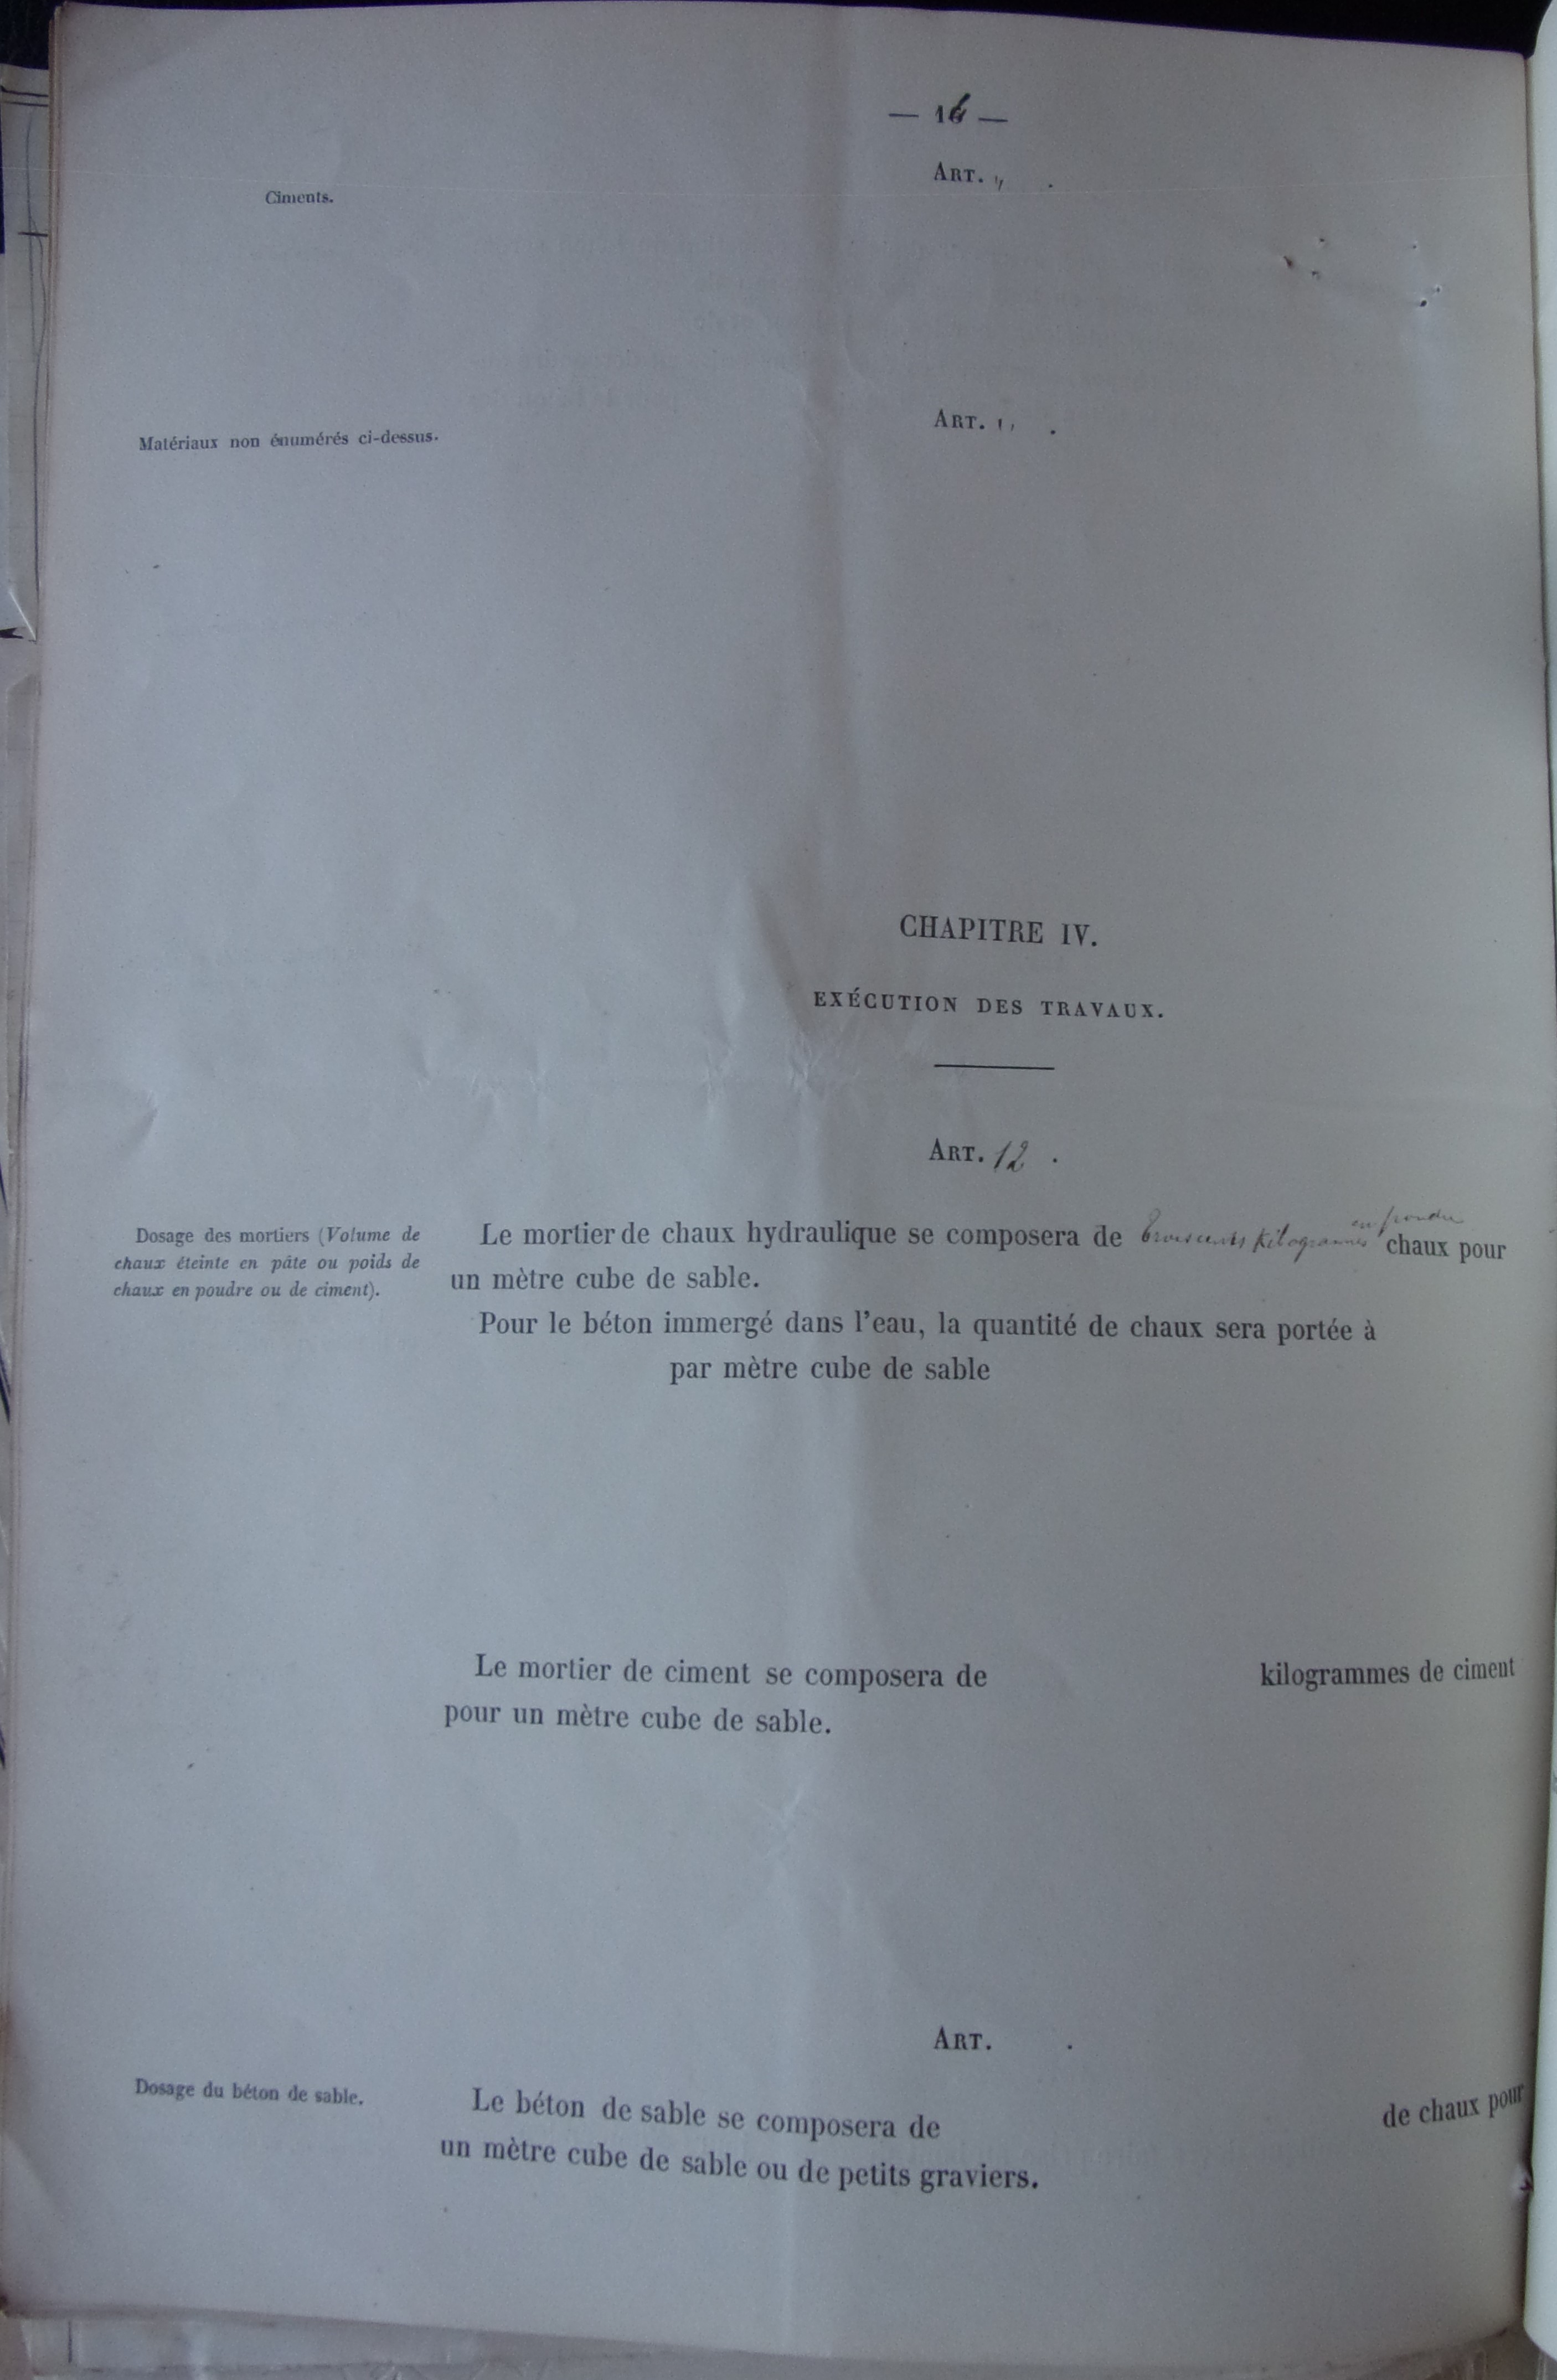 — 16 —
ART. „ .
Ciments.
ART. „ .
Matériaux non énumérés ci-dessus.
CHAPITRE IV.
EXÉCUTION DES TRAVAUX.
ART. 12 .
Dosage des mortiers (Volume de
chaux éteinte en pâte ou poids de
chaux en poudre ou de ciment).
en poudre
Le mortier de chaux hydraulique se composera de Trois cents kilogrammes chaux pour
un mètre cube de sable.
Pour le béton immergé dans l'eau, la quantité de chaux sera portée à
par mètre cube de sable
Le mortier de ciment se composera de kilogrammes de ciment
pour un mètre cube de sable.
ART. .
Dosage du béton de sable.
Le béton de sable se composera de de chaux pour
un mètre cube de sable ou de petits graviers.